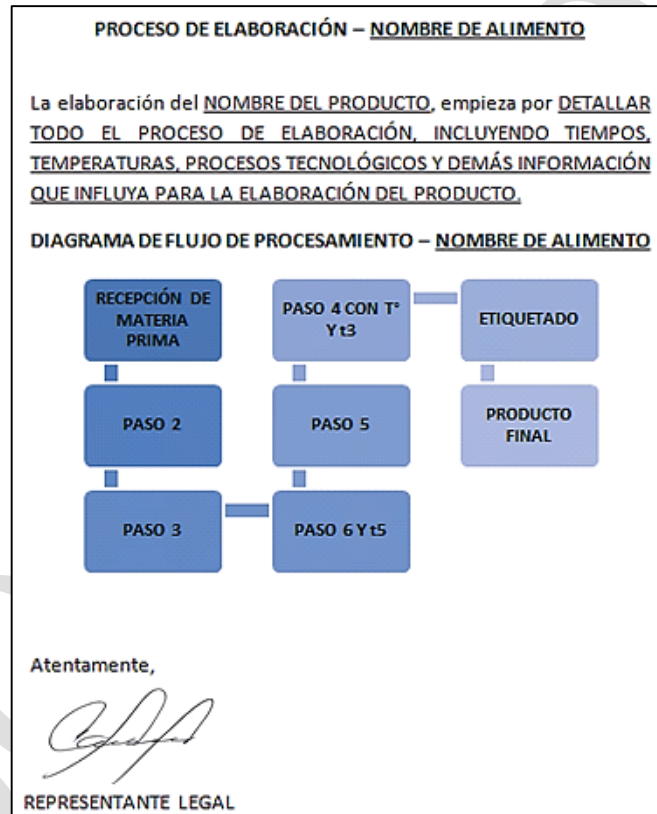 PROCESO DE ELABORACIÓN – NOMBRE DE ALIMENTO
La elaboración del NOMBRE DEL PRODUCTO, empieza por DETALLAR
TODO EL PROCESO DE ELABORACIÓN, INCLUYENDO TIEMPOS,
TEMPERATURAS, PROCESOS TECNOLÓGICOS Y DEMÁS INFORMACIÓN
QUE INFLUYA PARA LA ELABORACIÓN DEL PRODUCTO.
DIAGRAMA DE FLUJO DE PROCESAMIENTO – NOMBRE DE ALIMENTO
RECEPCIÓN DE
MATERIA
PRIMA
PASO 2
PASO 3
PASO 4 CON T°
Y t3
PASO 5
PASO 6 Y t5
ETIQUETADO
PRODUCTO
FINAL
Atentamente,
REPRESENTANTE LEGAL